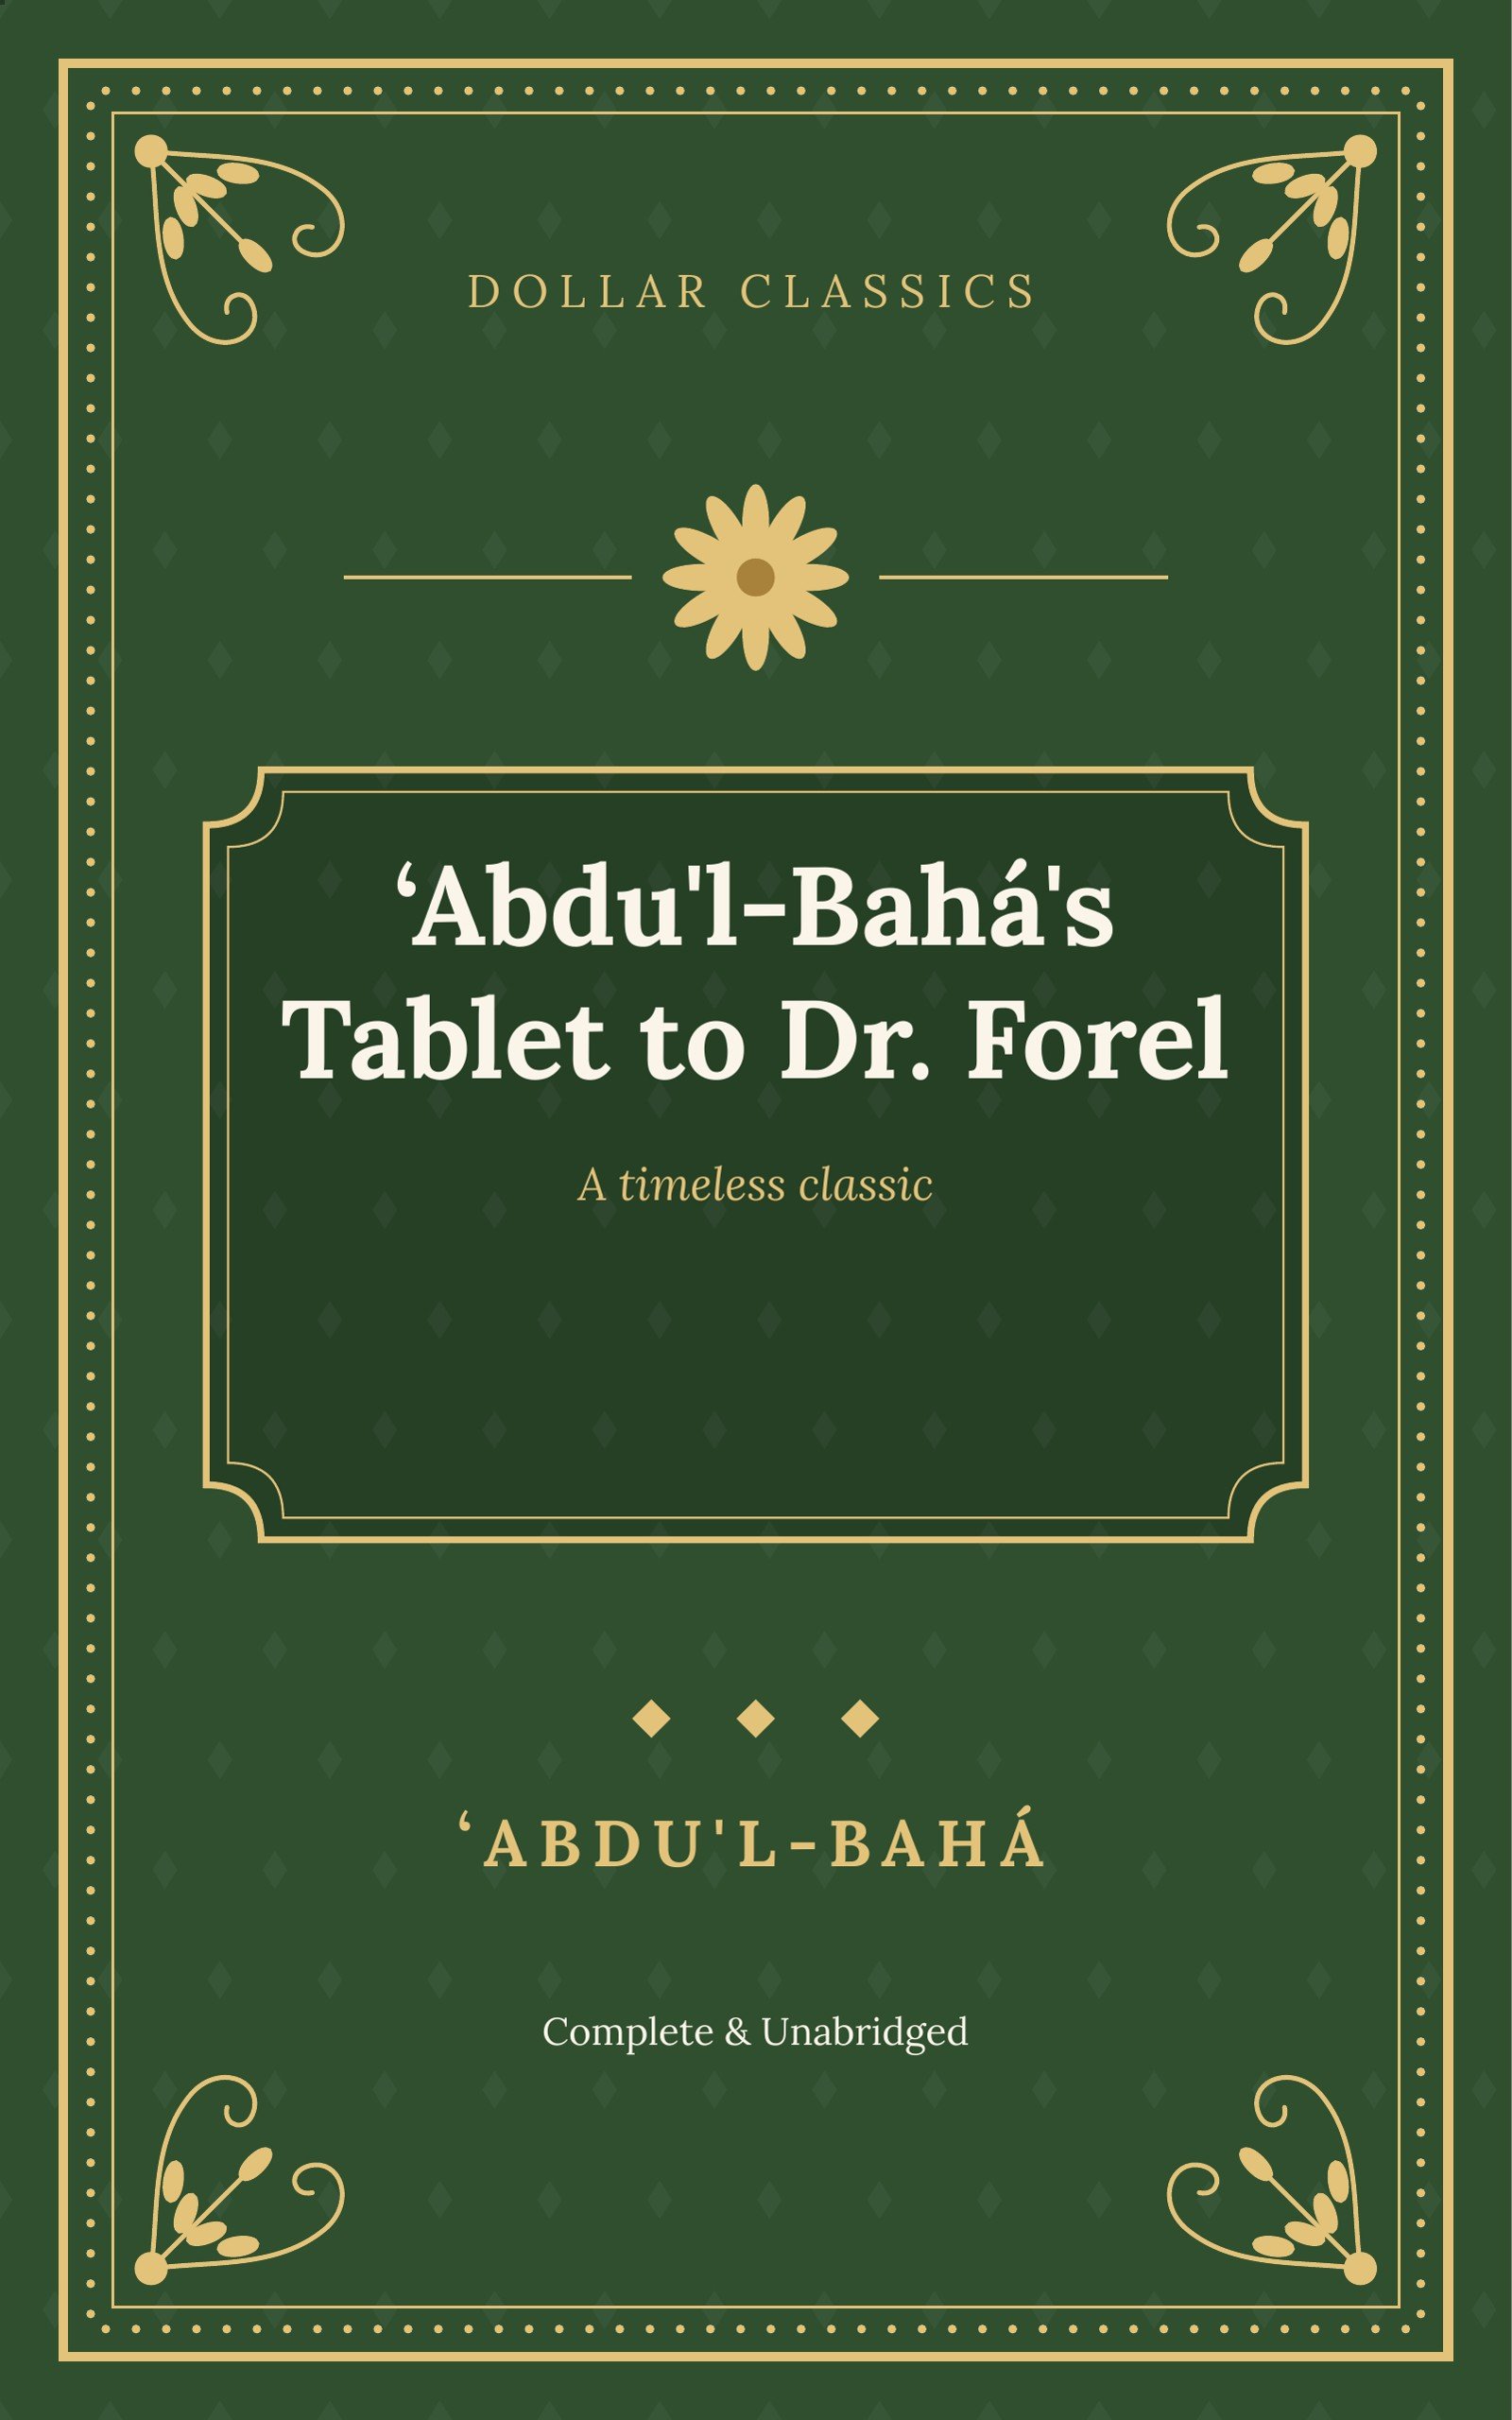 DOLLAR CLASSICS
‘Abdu'l-Bahá's
Tablet to Dr. Forel
A timeless classic
‘ABDU'L-BAHÁ
Complete & Unabridged